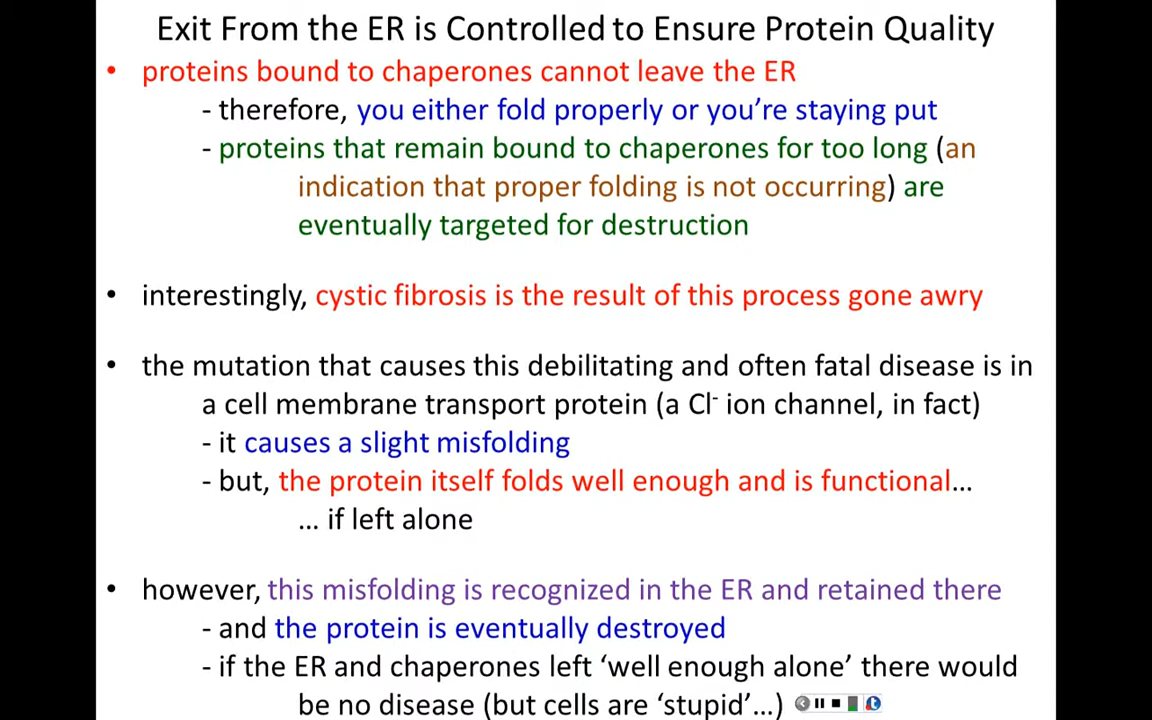 Exit From the ER is Controlled to Ensure Protein Quality
• proteins bound to chaperones cannot leave the ER
- therefore, you either fold properly or you're staying put
- proteins that remain bound to chaperones for too long (an
indication that proper folding is not occurring) are
eventually targeted for destruction
• interestingly, cystic fibrosis is the result of this process gone awry
• the mutation that causes this debilitating and often fatal disease is in
a cell membrane transport protein (a Cl⁻ ion channel, in fact)
- it causes a slight misfolding
- but, the protein itself folds well enough and is functional…
… if left alone
• however, this misfolding is recognized in the ER and retained there
- and the protein is eventually destroyed
- if the ER and chaperones left 'well enough alone' there would
be no disease (but cells are 'stupid'…)